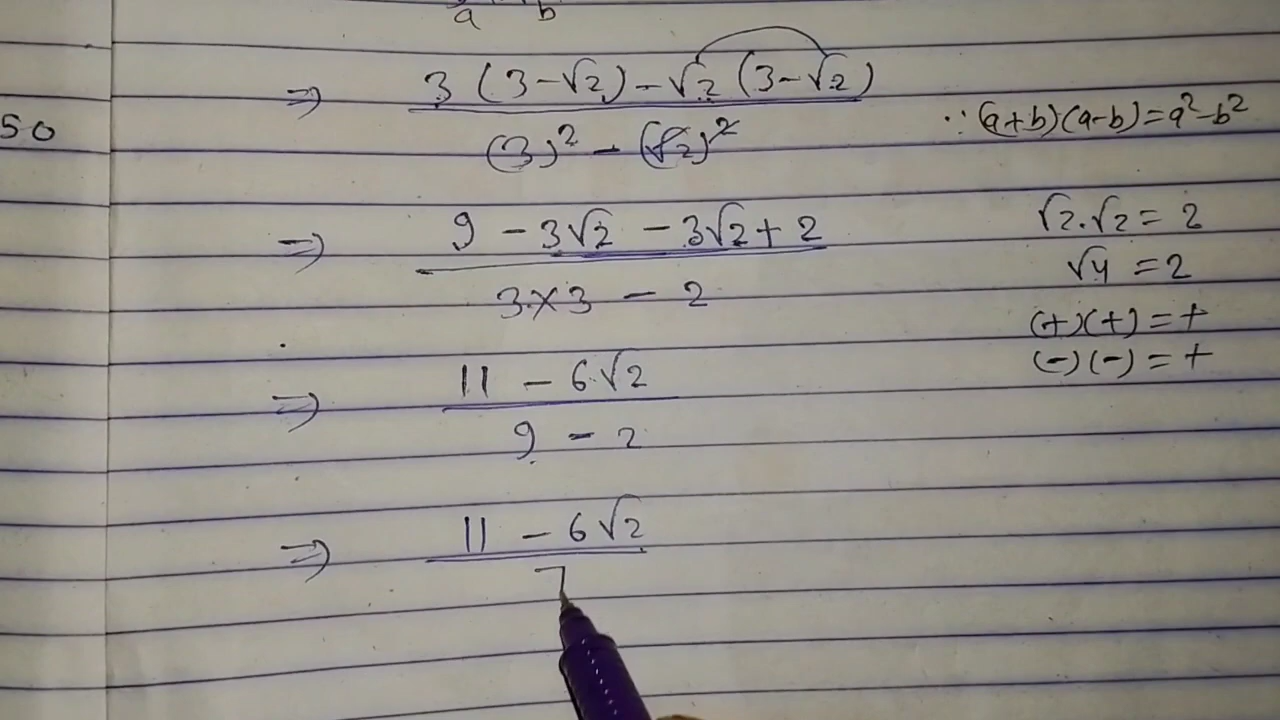 a b
⇒ 3 (3-√2) - √2 (3-√2)
(3)² - (√2)²
∵ (a+b)(a-b)=a²-b²
50
⇒ 9 - 3√2 - 3√2 + 2
3×3 - 2
√2.√2 = 2
√4 = 2
(+)(+) = +
(-)(-) = +
⇒ 11 - 6√2
9 - 2
⇒ 11 - 6√2
7